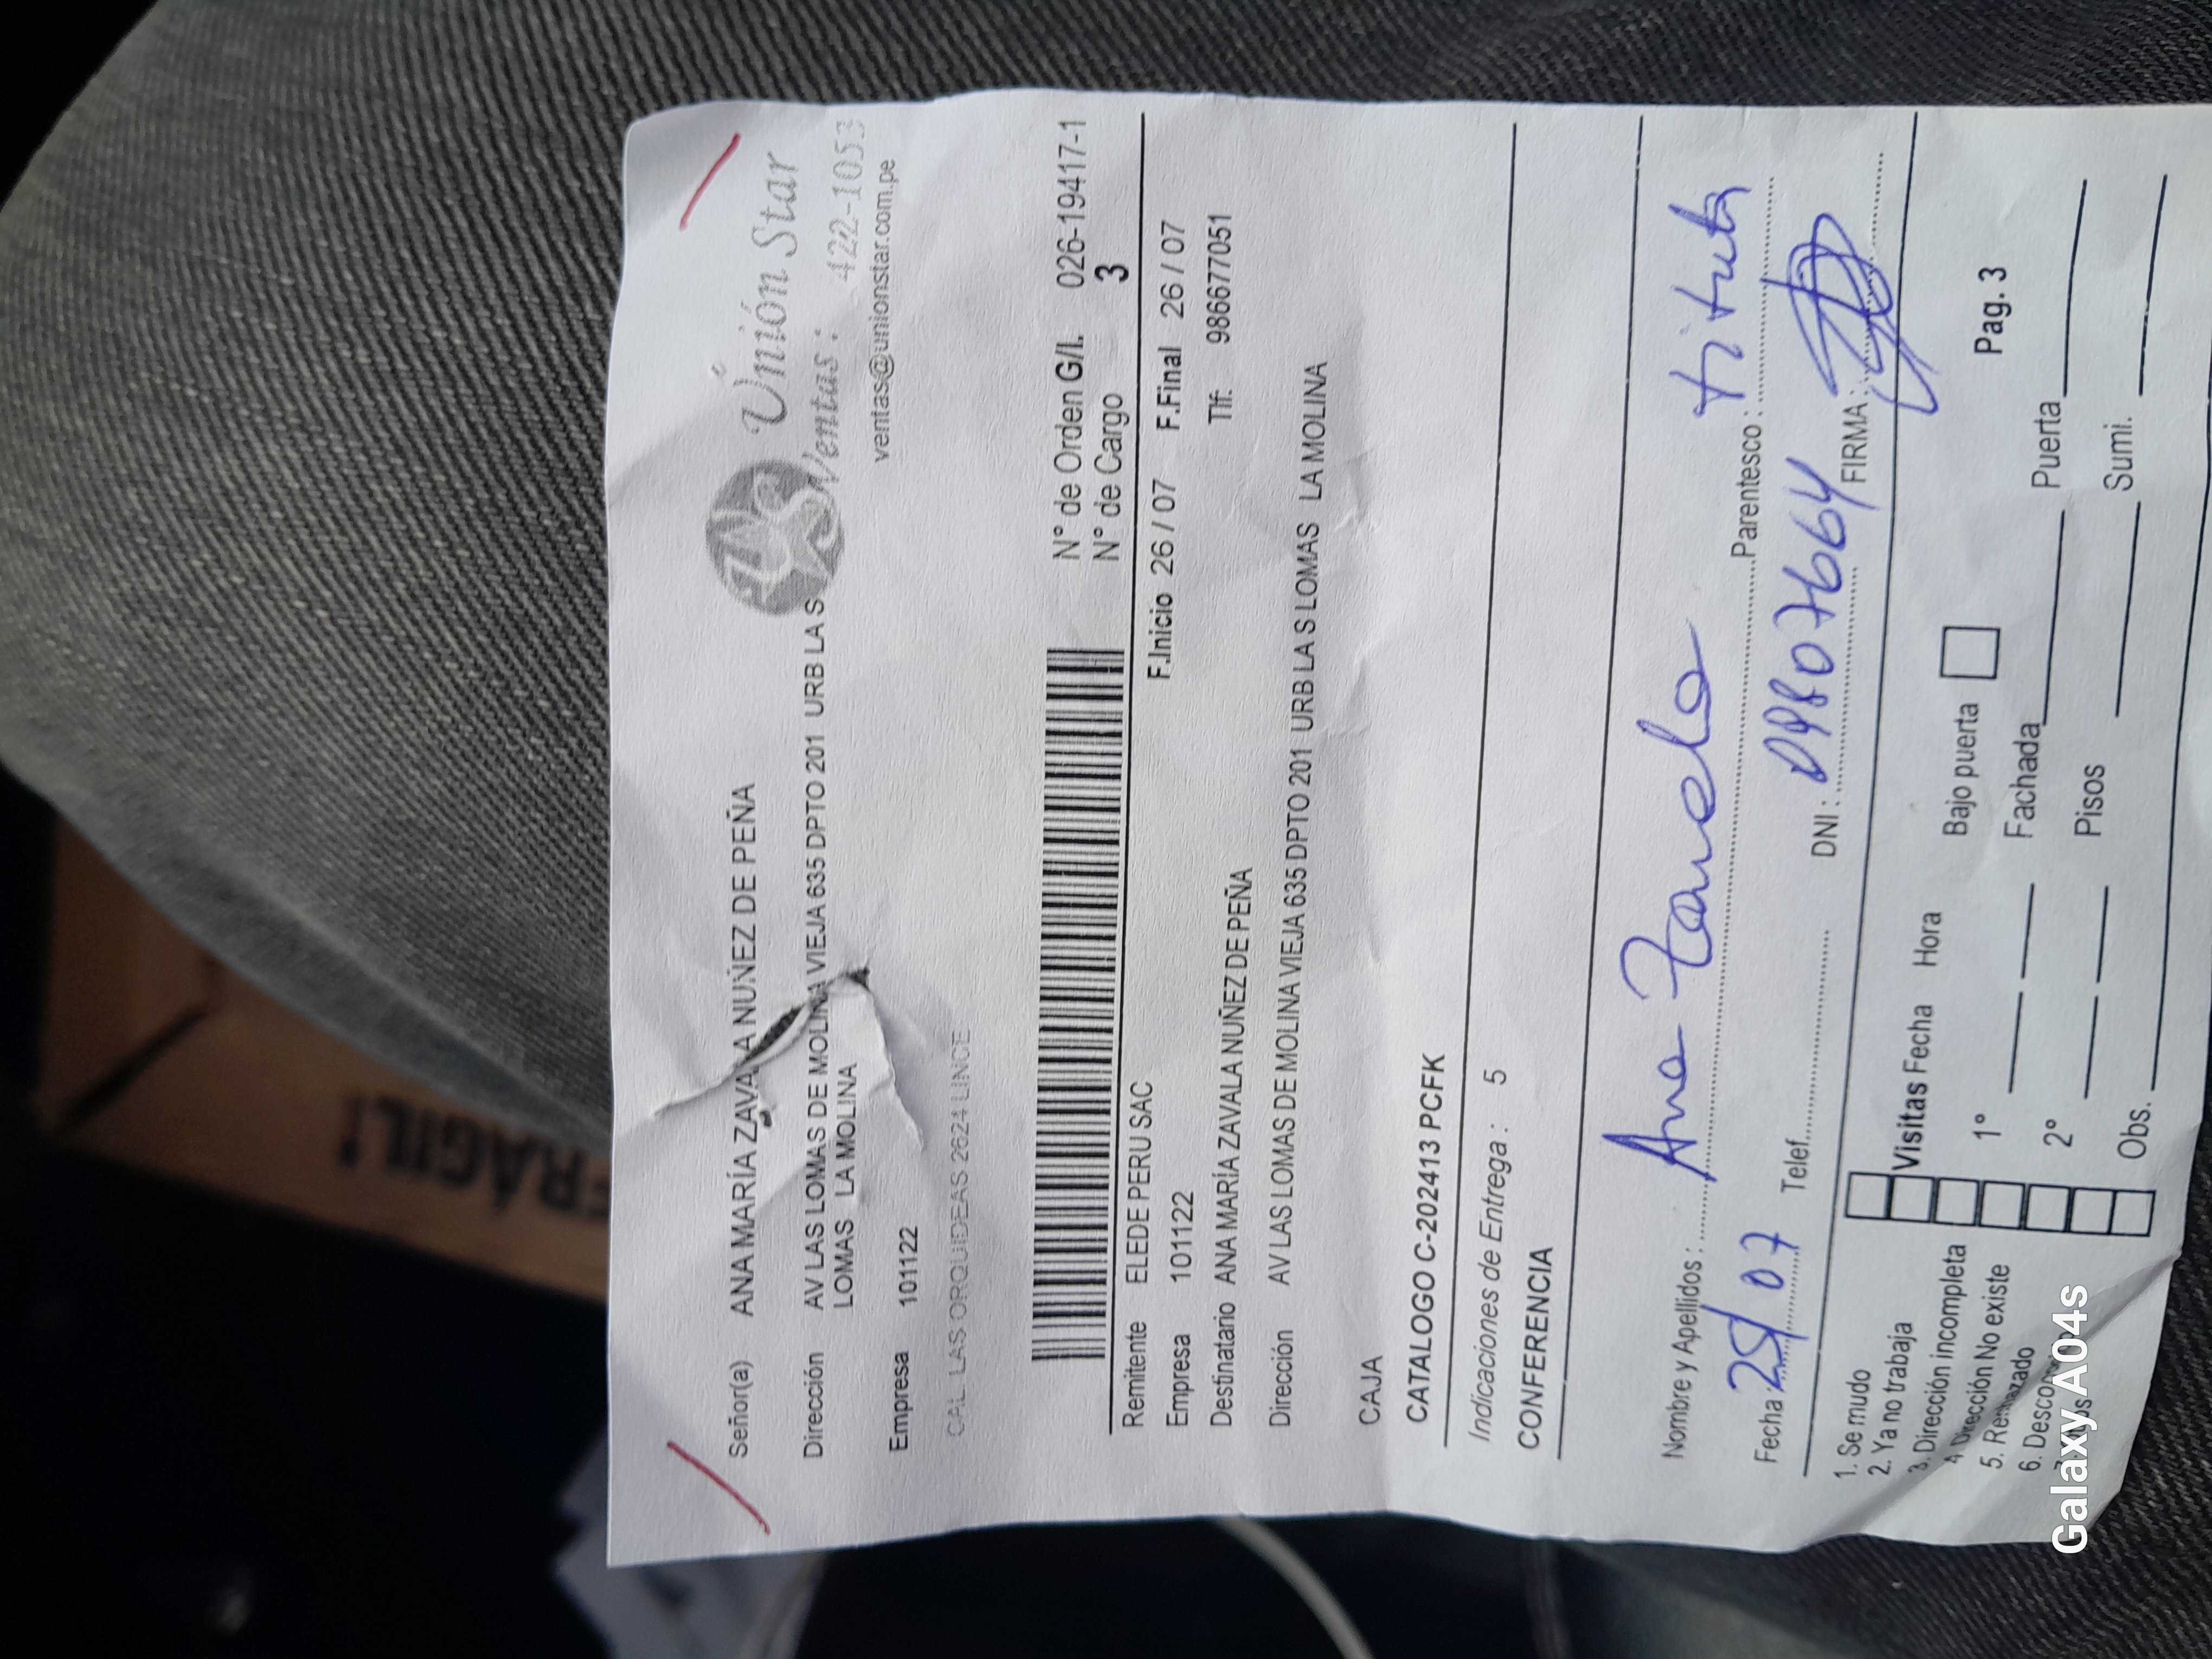 Unión Star
Ventas: 422-1053
ventas@unionstar.com.pe
Señor(a) ANA MARÍA ZAVALA NUÑEZ DE PEÑA
Dirección AV LAS LOMAS DE MOLINA VIEJA 635 DPTO 201 URB LA S
LOMAS LA MOLINA
Empresa 101122
CAL. LAS ORQUIDEAS 2624 LINCE
N° de Orden G/I. 026-19417-1
N° de Cargo 3
Remitente ELEDE PERU SAC F.Inicio 26 / 07 F.Final 26 / 07
Empresa 101122 Tlf: 986677051
Destinatario ANA MARÍA ZAVALA NUÑEZ DE PEÑA
Dirección AV LAS LOMAS DE MOLINA VIEJA 635 DPTO 201 URB LA S LOMAS LA MOLINA
CAJA
CATALOGO C-202413 PCFK
Indicaciones de Entrega : 5
CONFERENCIA
Nombre y Apellidos : Ana Parentesco : titular
Fecha : 25/07 Telef. DNI : 09807664 FIRMA :
1. Se mudo
2. Ya no trabaja
3. Dirección incompleta
4. Dirección No existe
5. Rechazado
6.
Visitas Fecha Hora Bajo puerta Pag. 3
1° Fachada Puerta
2° Pisos Sumi.
Obs.
FRÁGIL!
Galaxy A04s